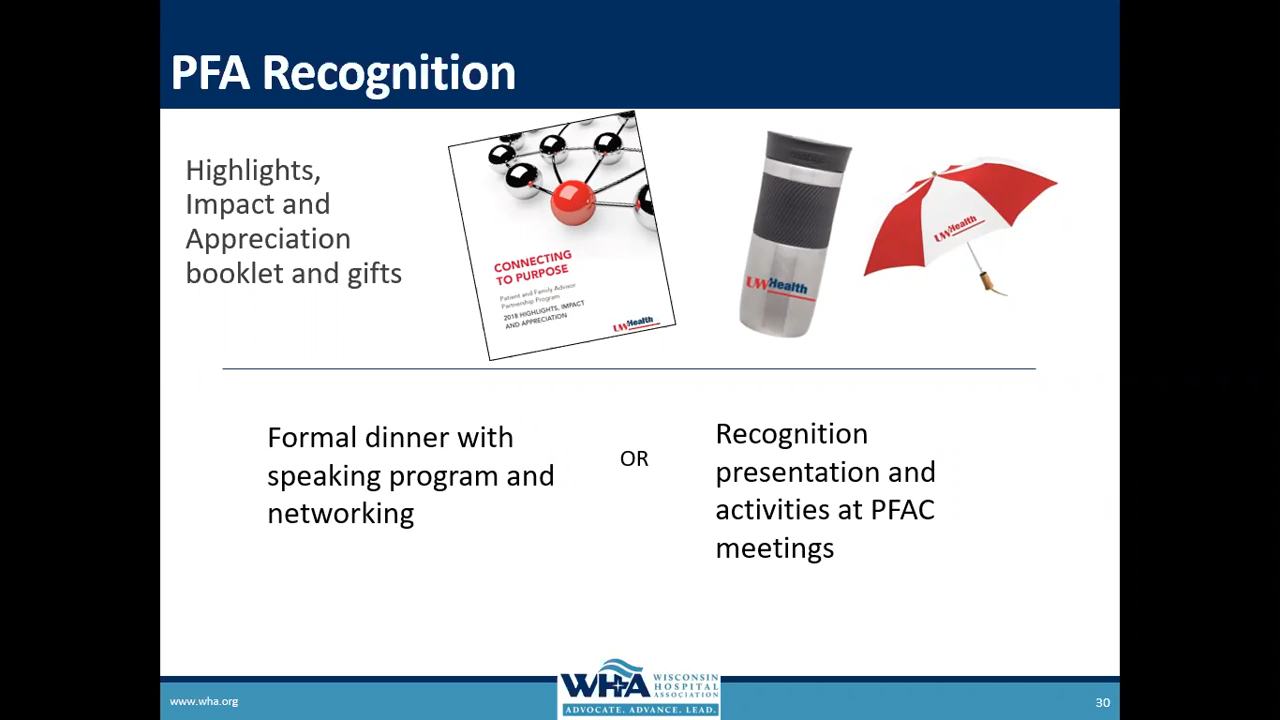 PFA Recognition
Highlights,
Impact and
Appreciation
booklet and gifts
CONNECTING
TO PURPOSE
Patient and Family Advisor
Partnership Program
2018 HIGHLIGHTS, IMPACT
AND APPRECIATION
UWHealth
UWHealth
UWHealth
Formal dinner with
speaking program and
networking
OR
Recognition
presentation and
activities at PFAC
meetings
www.wha.org
WHA WISCONSIN
HOSPITAL
ASSOCIATION
ADVOCATE. ADVANCE. LEAD.
30